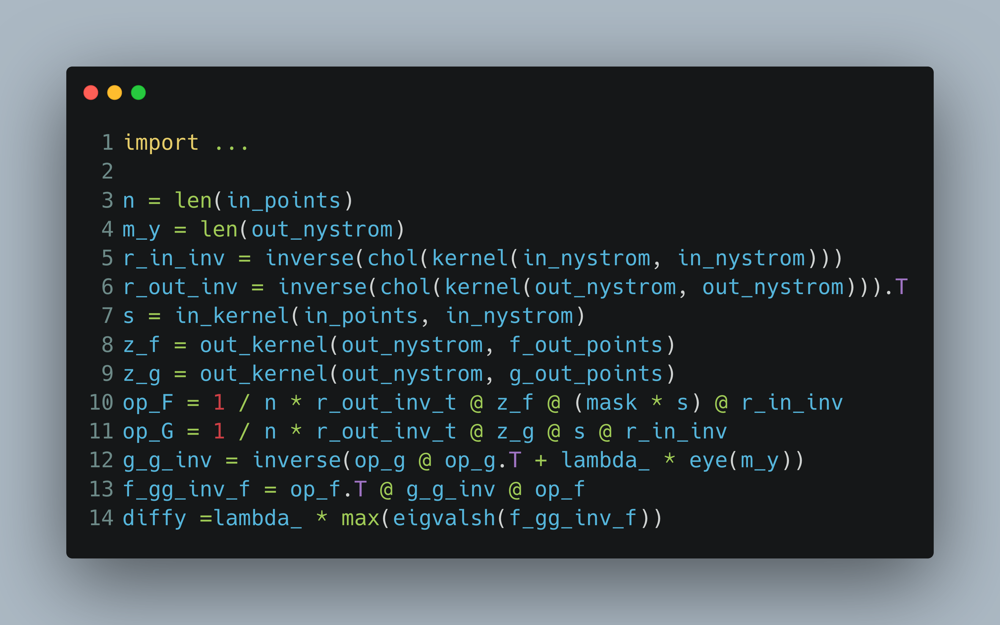 1 import ...
2
3 n = len(in_points)
4 m_y = len(out_nystrom)
5 r_in_inv = inverse(chol(kernel(in_nystrom, in_nystrom)))
6 r_out_inv = inverse(chol(kernel(out_nystrom, out_nystrom))).T
7 s = in_kernel(in_points, in_nystrom)
8 z_f = out_kernel(out_nystrom, f_out_points)
9 z_g = out_kernel(out_nystrom, g_out_points)
10 op_F = 1 / n * r_out_inv_t @ z_f @ (mask * s) @ r_in_inv
11 op_G = 1 / n * r_out_inv_t @ z_g @ s @ r_in_inv
12 g_g_inv = inverse(op_g @ op_g.T + lambda_ * eye(m_y))
13 f_gg_inv_f = op_f.T @ g_g_inv @ op_f
14 diffy =lambda_ * max(eigvalsh(f_gg_inv_f))